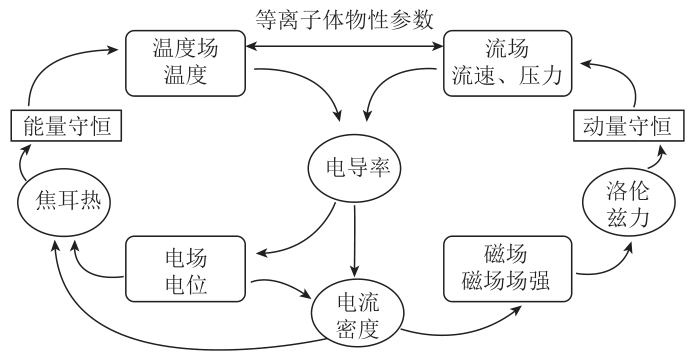 等离子体物性参数
温度场
温度
流场
流速、压力
能量守恒
动量守恒
电导率
焦耳热
洛伦
兹力
电场
电位
磁场
磁场场强
电流
密度